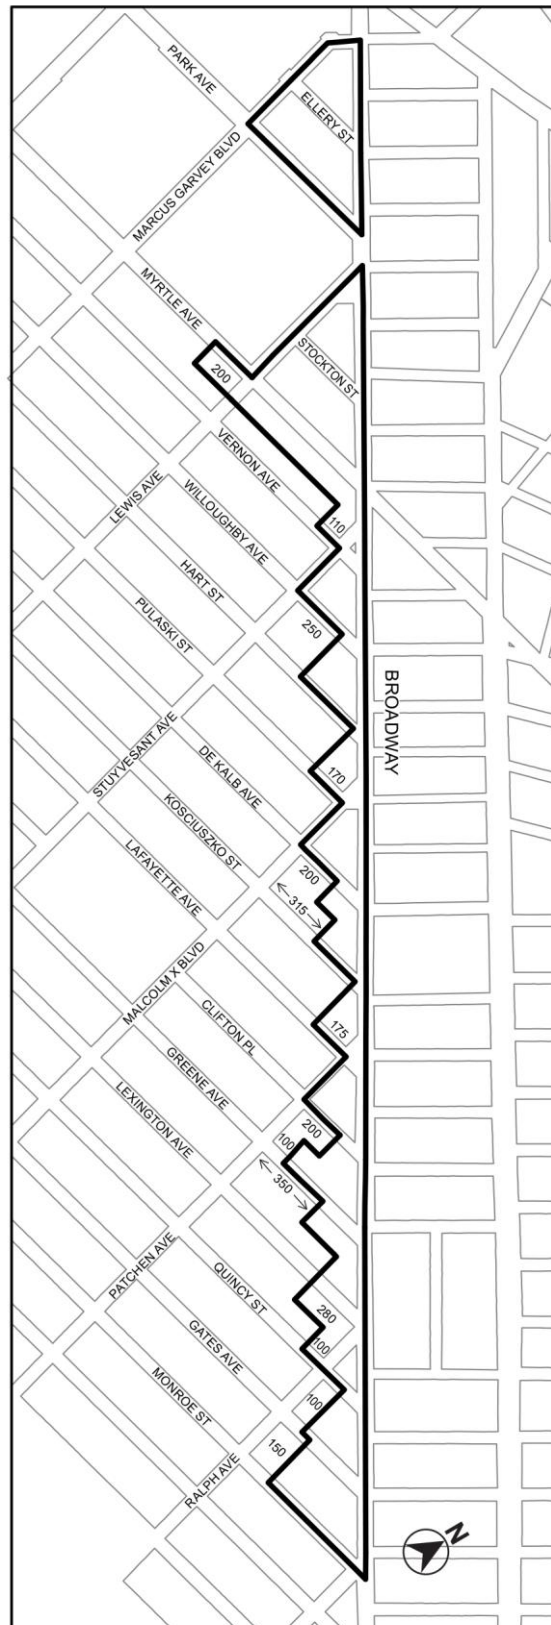 PARK AVE
ELLERY ST
MARCUS GARVEY BLVD
MYRTLE AVE
STOCKTON ST
200
VERNON AVE
LEWIS AVE
WILLOUGHBY AVE
110
HART ST
PULASKI ST
250
BROADWAY
STUYVESANT AVE
DE KALB AVE
170
KOSCIUSZKO ST
LAFAYETTE AVE
200
315
MALCOLM X BLVD
CLIFTON PL
175
GREENE AVE
LEXINGTON AVE
200
100
350
PATCHEN AVE
QUINCY ST
280
GATES AVE
100
MONROE ST
100
150
RALPH AVE
N